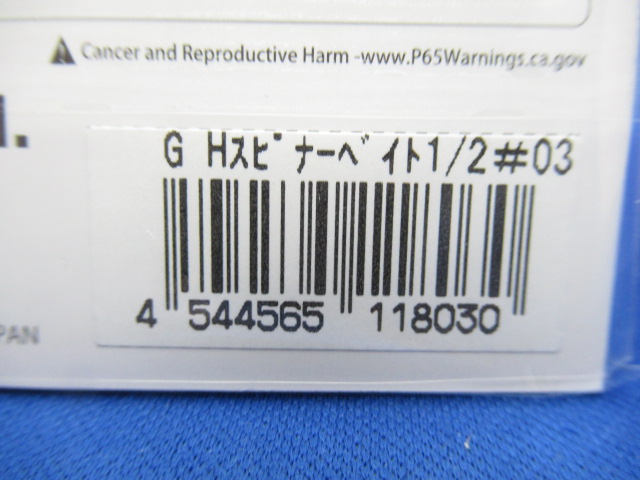 Cancer and Reproductive Harm -www.P65Warnings.ca.gov
G Hスピナーベイト1/2#03
4 544565 118030